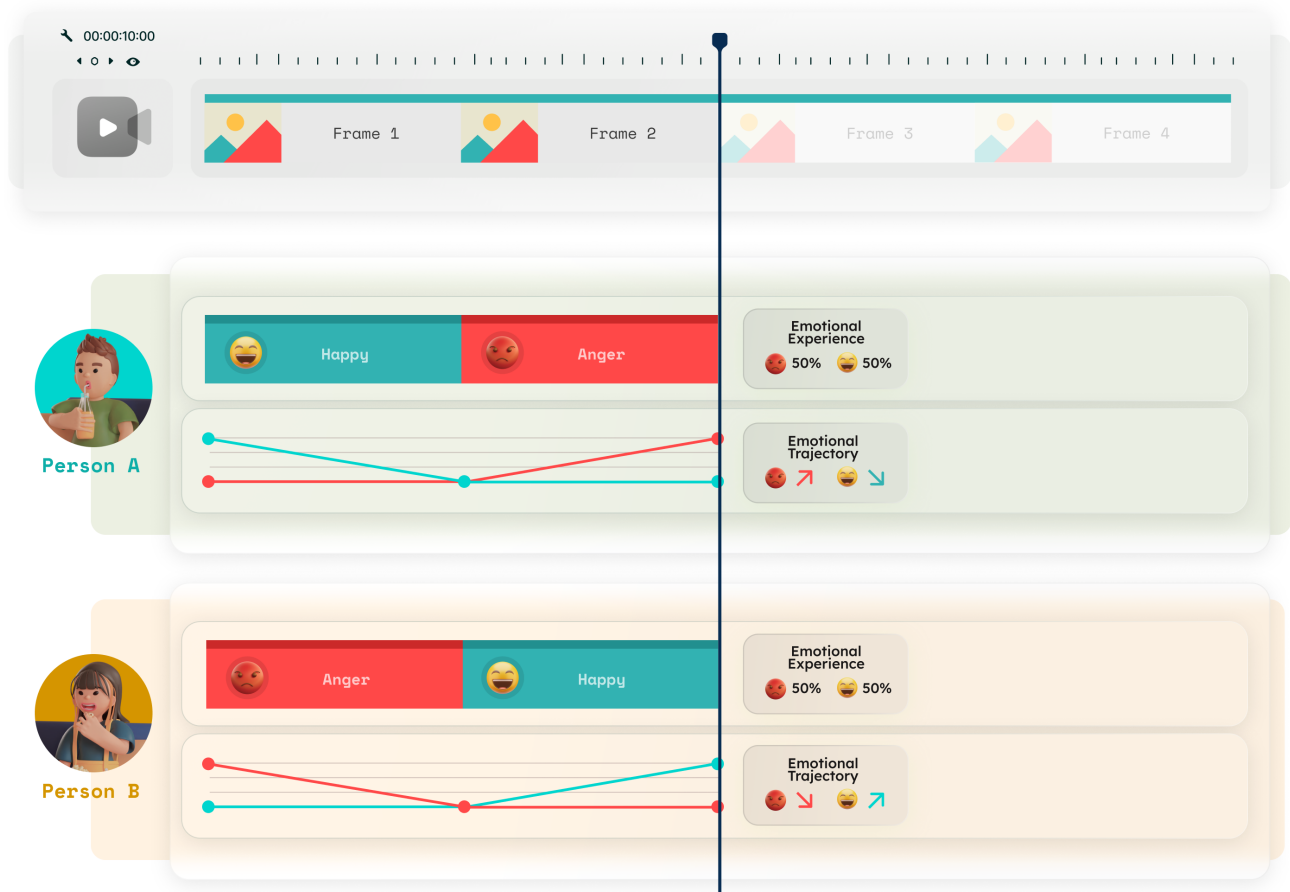 00:00:10:00
Frame 1
Frame 2
Frame 3
Frame 4
Person A
Happy
Anger
Emotional
Experience
50%
50%
Emotional
Trajectory
Person B
Anger
Happy
Emotional
Experience
50%
50%
Emotional
Trajectory